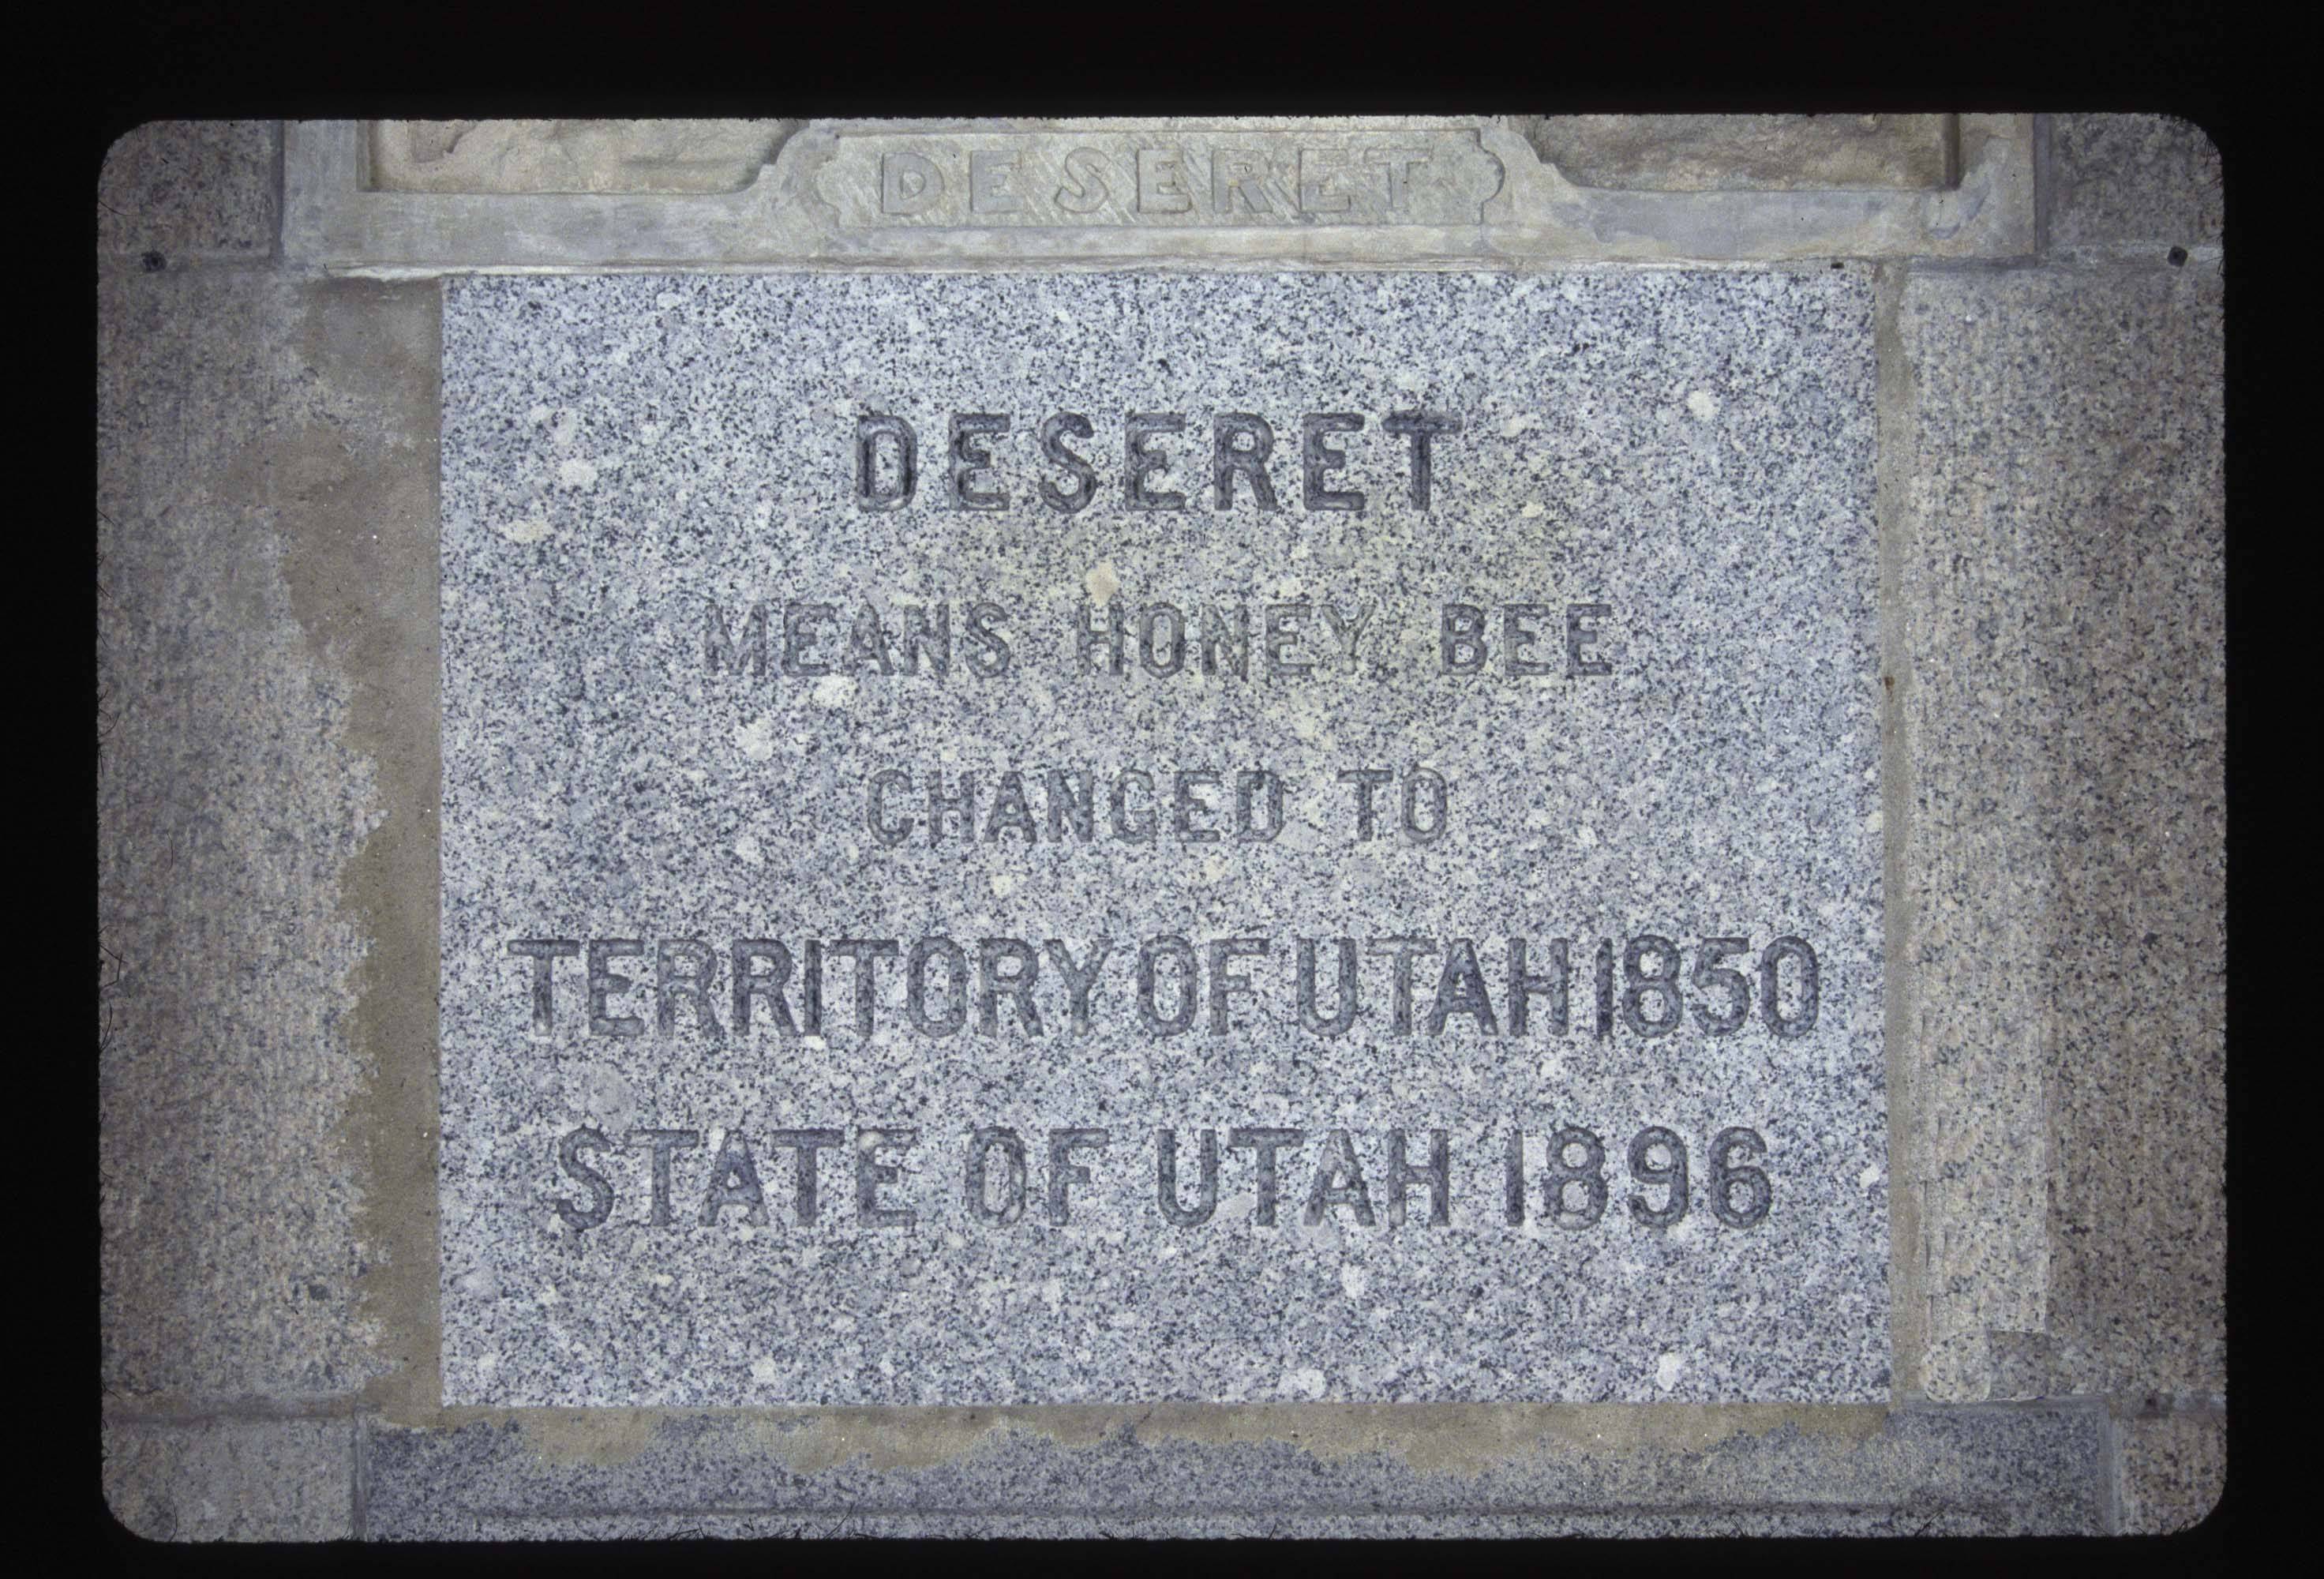 DESERET
DESERET
MEANS HONEY BEE
CHANGED TO
TERRITORY OF UTAH 1850
STATE OF UTAH 1896